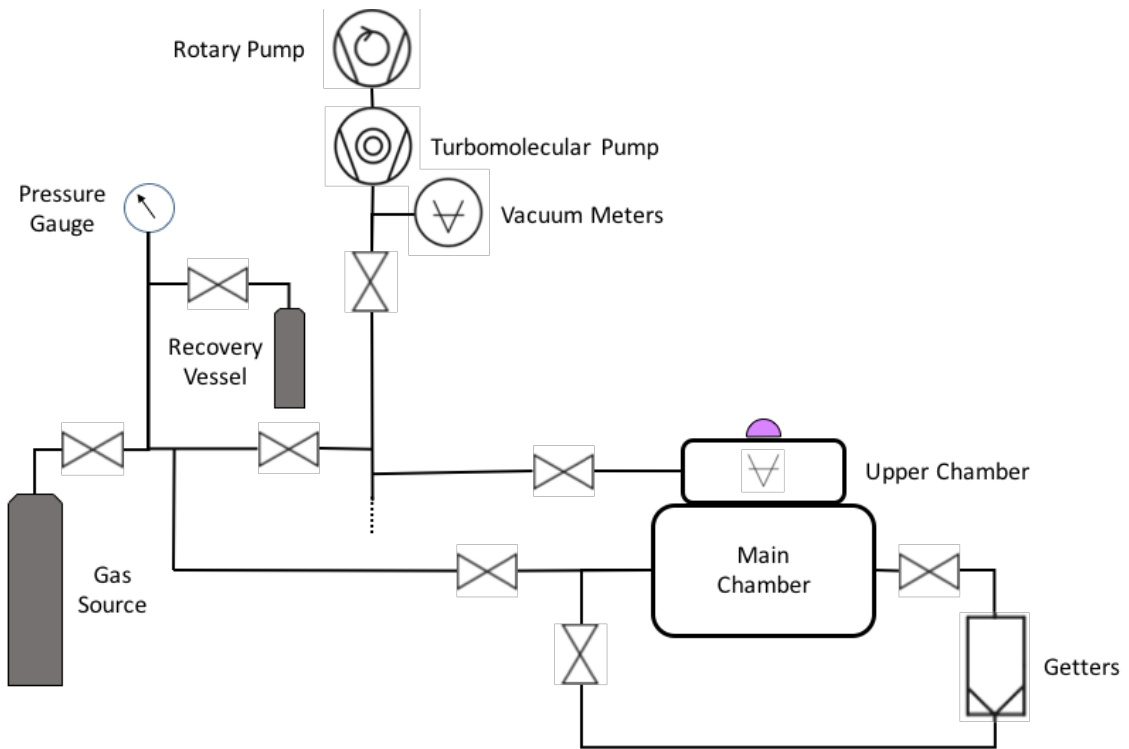 Rotary Pump
Turbomolecular Pump
Pressure
Gauge
Vacuum Meters
Recovery
Vessel
Upper Chamber
Main
Chamber
Gas
Source
Getters